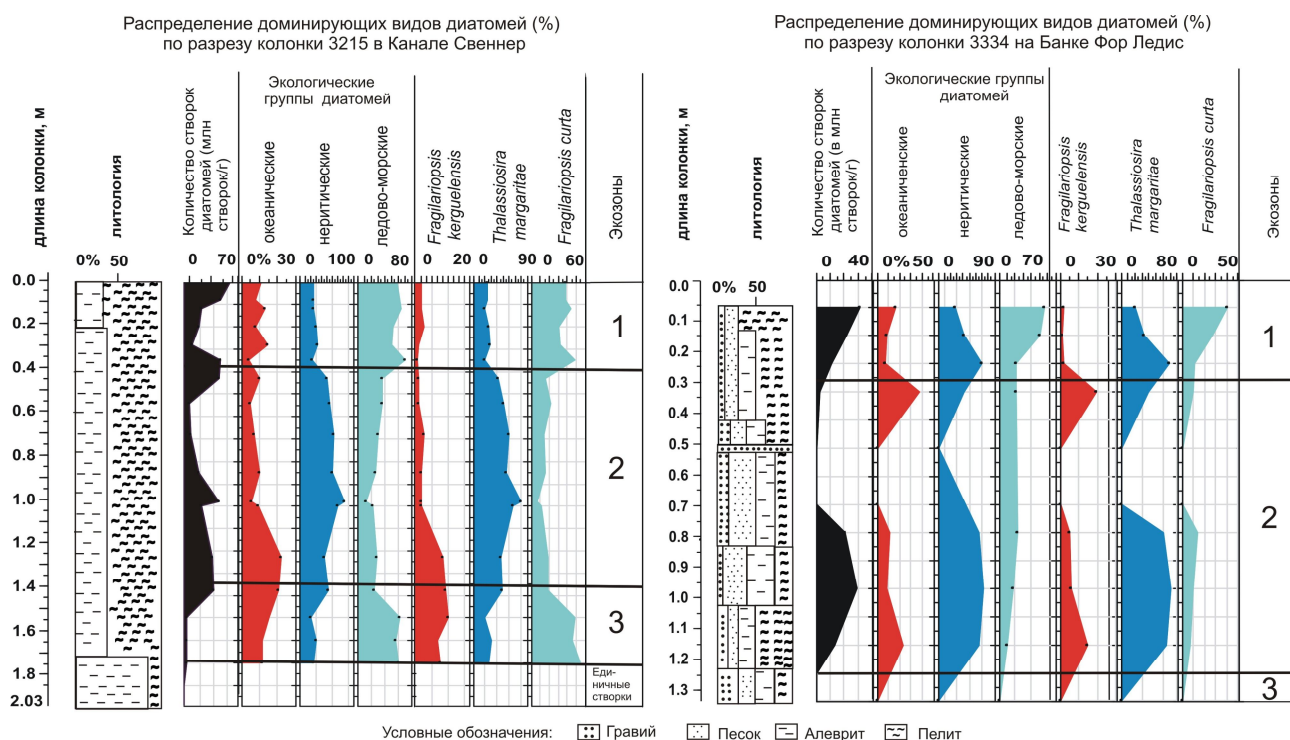 Распределение доминирующих видов диатомей (%)
по разрезу колонки 3215 в Канале Свеннер
длина колонки, м
литология
Количество створок
диатомей (млн
створок/г)
Экологические
группы диатомей
океанические
неритические
ледово-морские
Fragilariopsis
kerguelensis
Thalassiosira
margaritae
Fragilariopsis curta
Экозоны
0% 50
0 70
0% 30
0 100
0 80
0 20
0 90
0 60
0.0
0.2
0.4
0.6
0.8
1.0
1.2
1.4
1.6
1.8
2.03
1
2
3
Еди-
ничные
створки
Распределение доминирующих видов диатомей (%)
по разрезу колонки 3334 на Банке Фор Ледис
длина колонки, м
литология
Количество створок
диатомей (в млн
створок/г)
Экологические группы
диатомей
океаниченские
неритические
ледово-морские
Fragilariopsis
kerguelensis
Thalassiosira
margariae
Fragilariopsis curta
Экозоны
0% 50
0 40
0% 50
0 90
0 70
0 30
0 80
0 50
0.0
0.1
0.2
0.3
0.4
0.5
0.6
0.7
0.8
0.9
1.0
1.1
1.2
1.3
1
2
3
Условные обозначения: Гравий Песок Алеврит Пелит